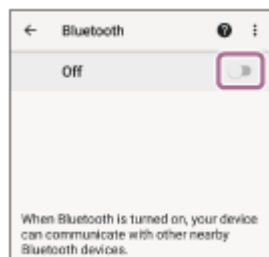 Bluetooth
Off
When Bluetooth is turned on, your device
can communicate with other nearby
Bluetooth devices.